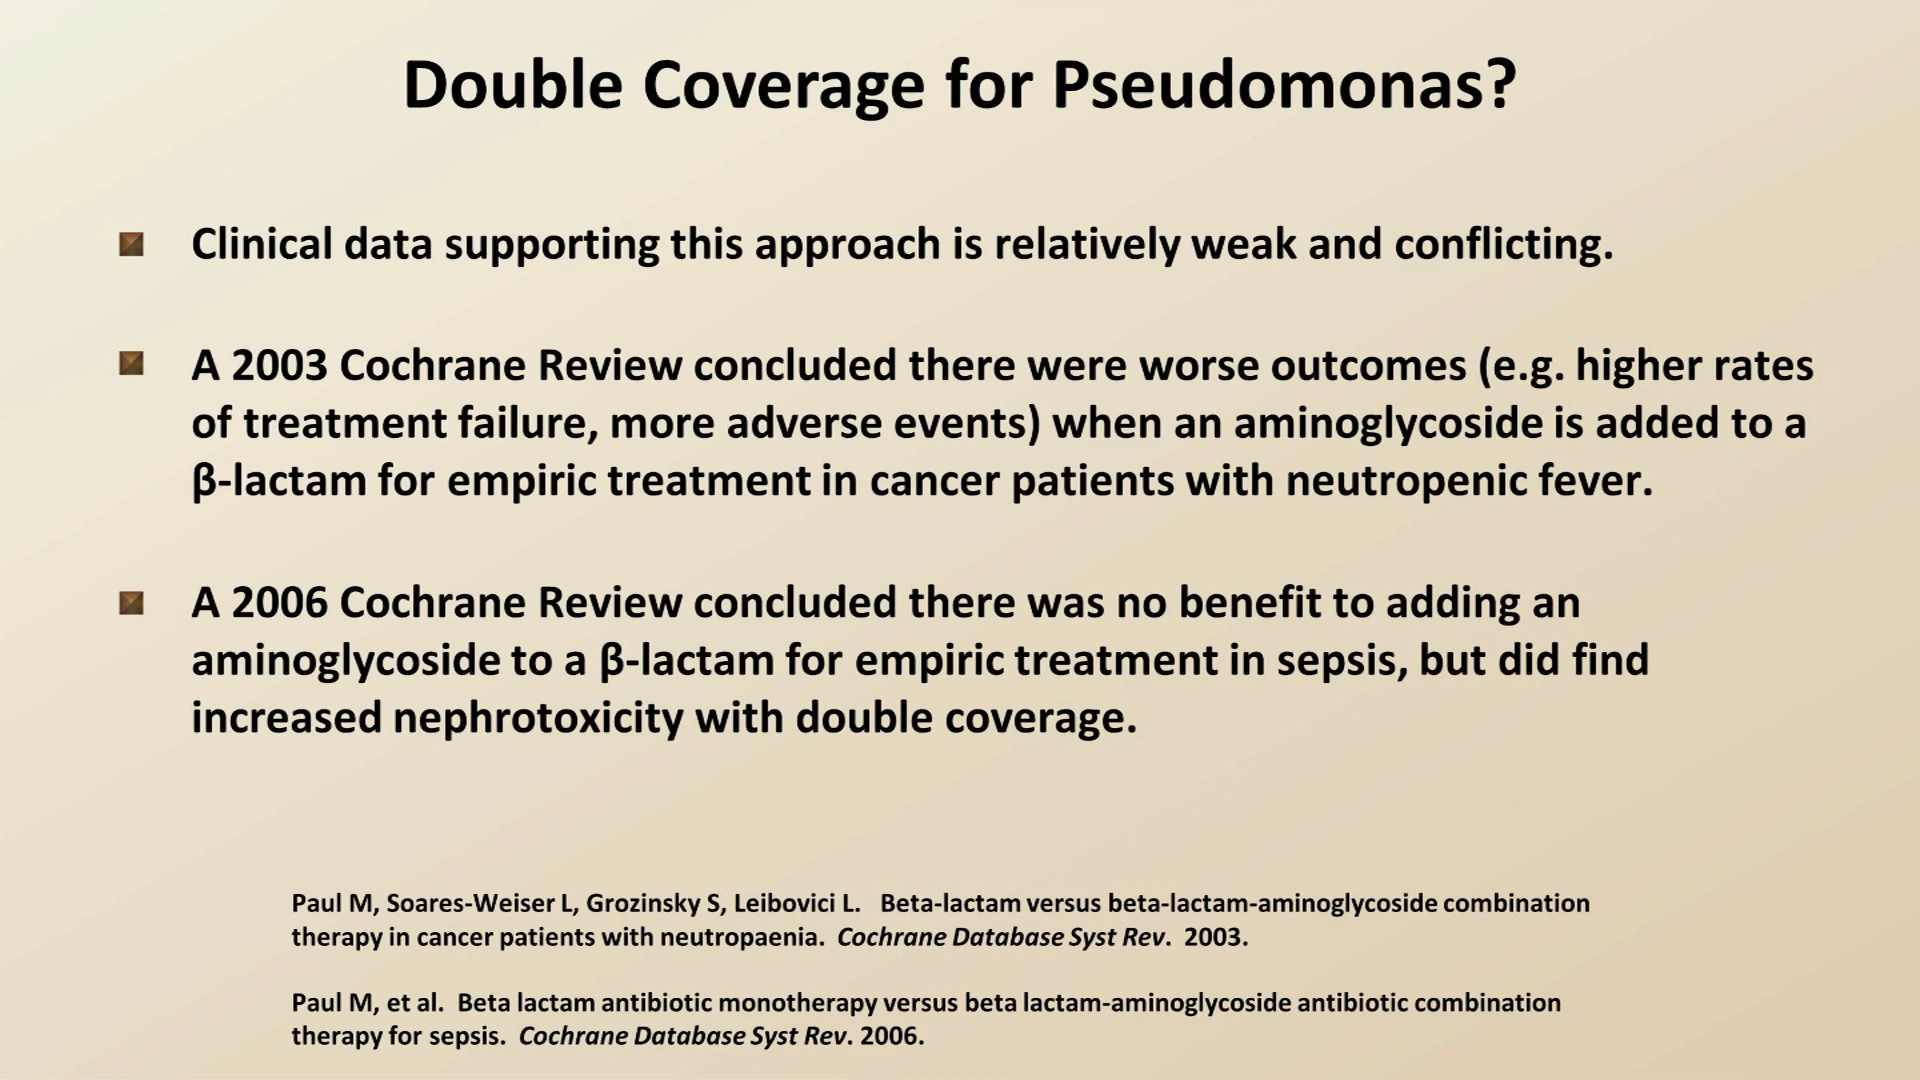 Double Coverage for Pseudomonas?
Clinical data supporting this approach is relatively weak and conflicting.
A 2003 Cochrane Review concluded there were worse outcomes (e.g. higher rates
of treatment failure, more adverse events) when an aminoglycoside is added to a
β-lactam for empiric treatment in cancer patients with neutropenic fever.
A 2006 Cochrane Review concluded there was no benefit to adding an
aminoglycoside to a β-lactam for empiric treatment in sepsis, but did find
increased nephrotoxicity with double coverage.
Paul M, Soares-Weiser L, Grozinsky S, Leibovici L.   Beta-lactam versus beta-lactam-aminoglycoside combination
therapy in cancer patients with neutropaenia.  Cochrane Database Syst Rev.  2003.
Paul M, et al.  Beta lactam antibiotic monotherapy versus beta lactam-aminoglycoside antibiotic combination
therapy for sepsis.  Cochrane Database Syst Rev. 2006.